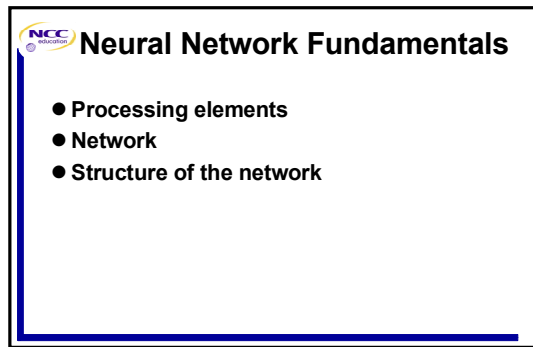 NCC
education
Neural Network Fundamentals
● Processing elements
● Network
● Structure of the network